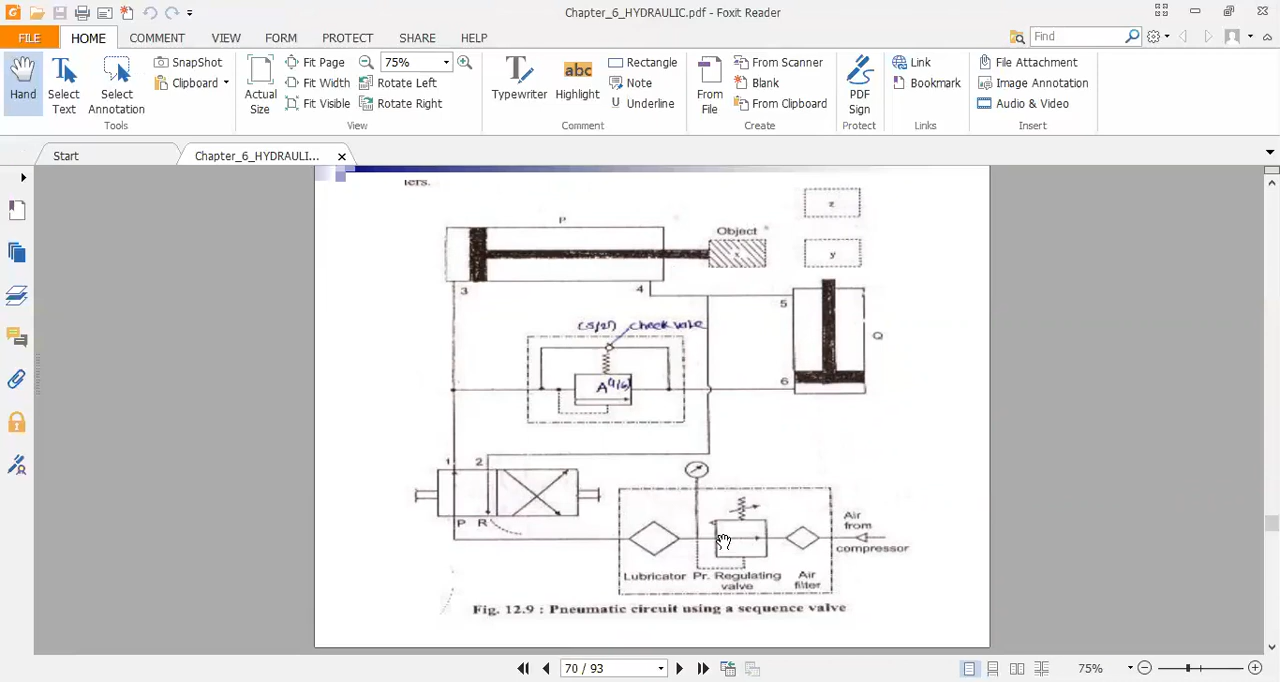 Chapter_6_HYDRAULIC.pdf - Foxit Reader
FILE HOME COMMENT VIEW FORM PROTECT SHARE HELP
Find
Hand
Select Text
Select Annotation
SnapShot
Clipboard
Tools
Actual Size
Fit Page
Fit Width
Fit Visible
75%
Rotate Left
Rotate Right
View
Typewriter
abc
Highlight
Rectangle
Note
Underline
Comment
From File
From Scanner
Blank
From Clipboard
Create
PDF Sign
Protect
Link
Bookmark
Links
File Attachment
Image Annotation
Audio & Video
Insert
Start
Chapter_6_HYDRAULI...
iers.
z
P
Object
x
y
3
4
5
check valve
Q
A
6
1 2
P R
Air from compressor
Lubricator
Pr. Regulating valve
Air filter
Fig. 12.9 : Pneumatic circuit using a sequence valve
70 / 93
75%